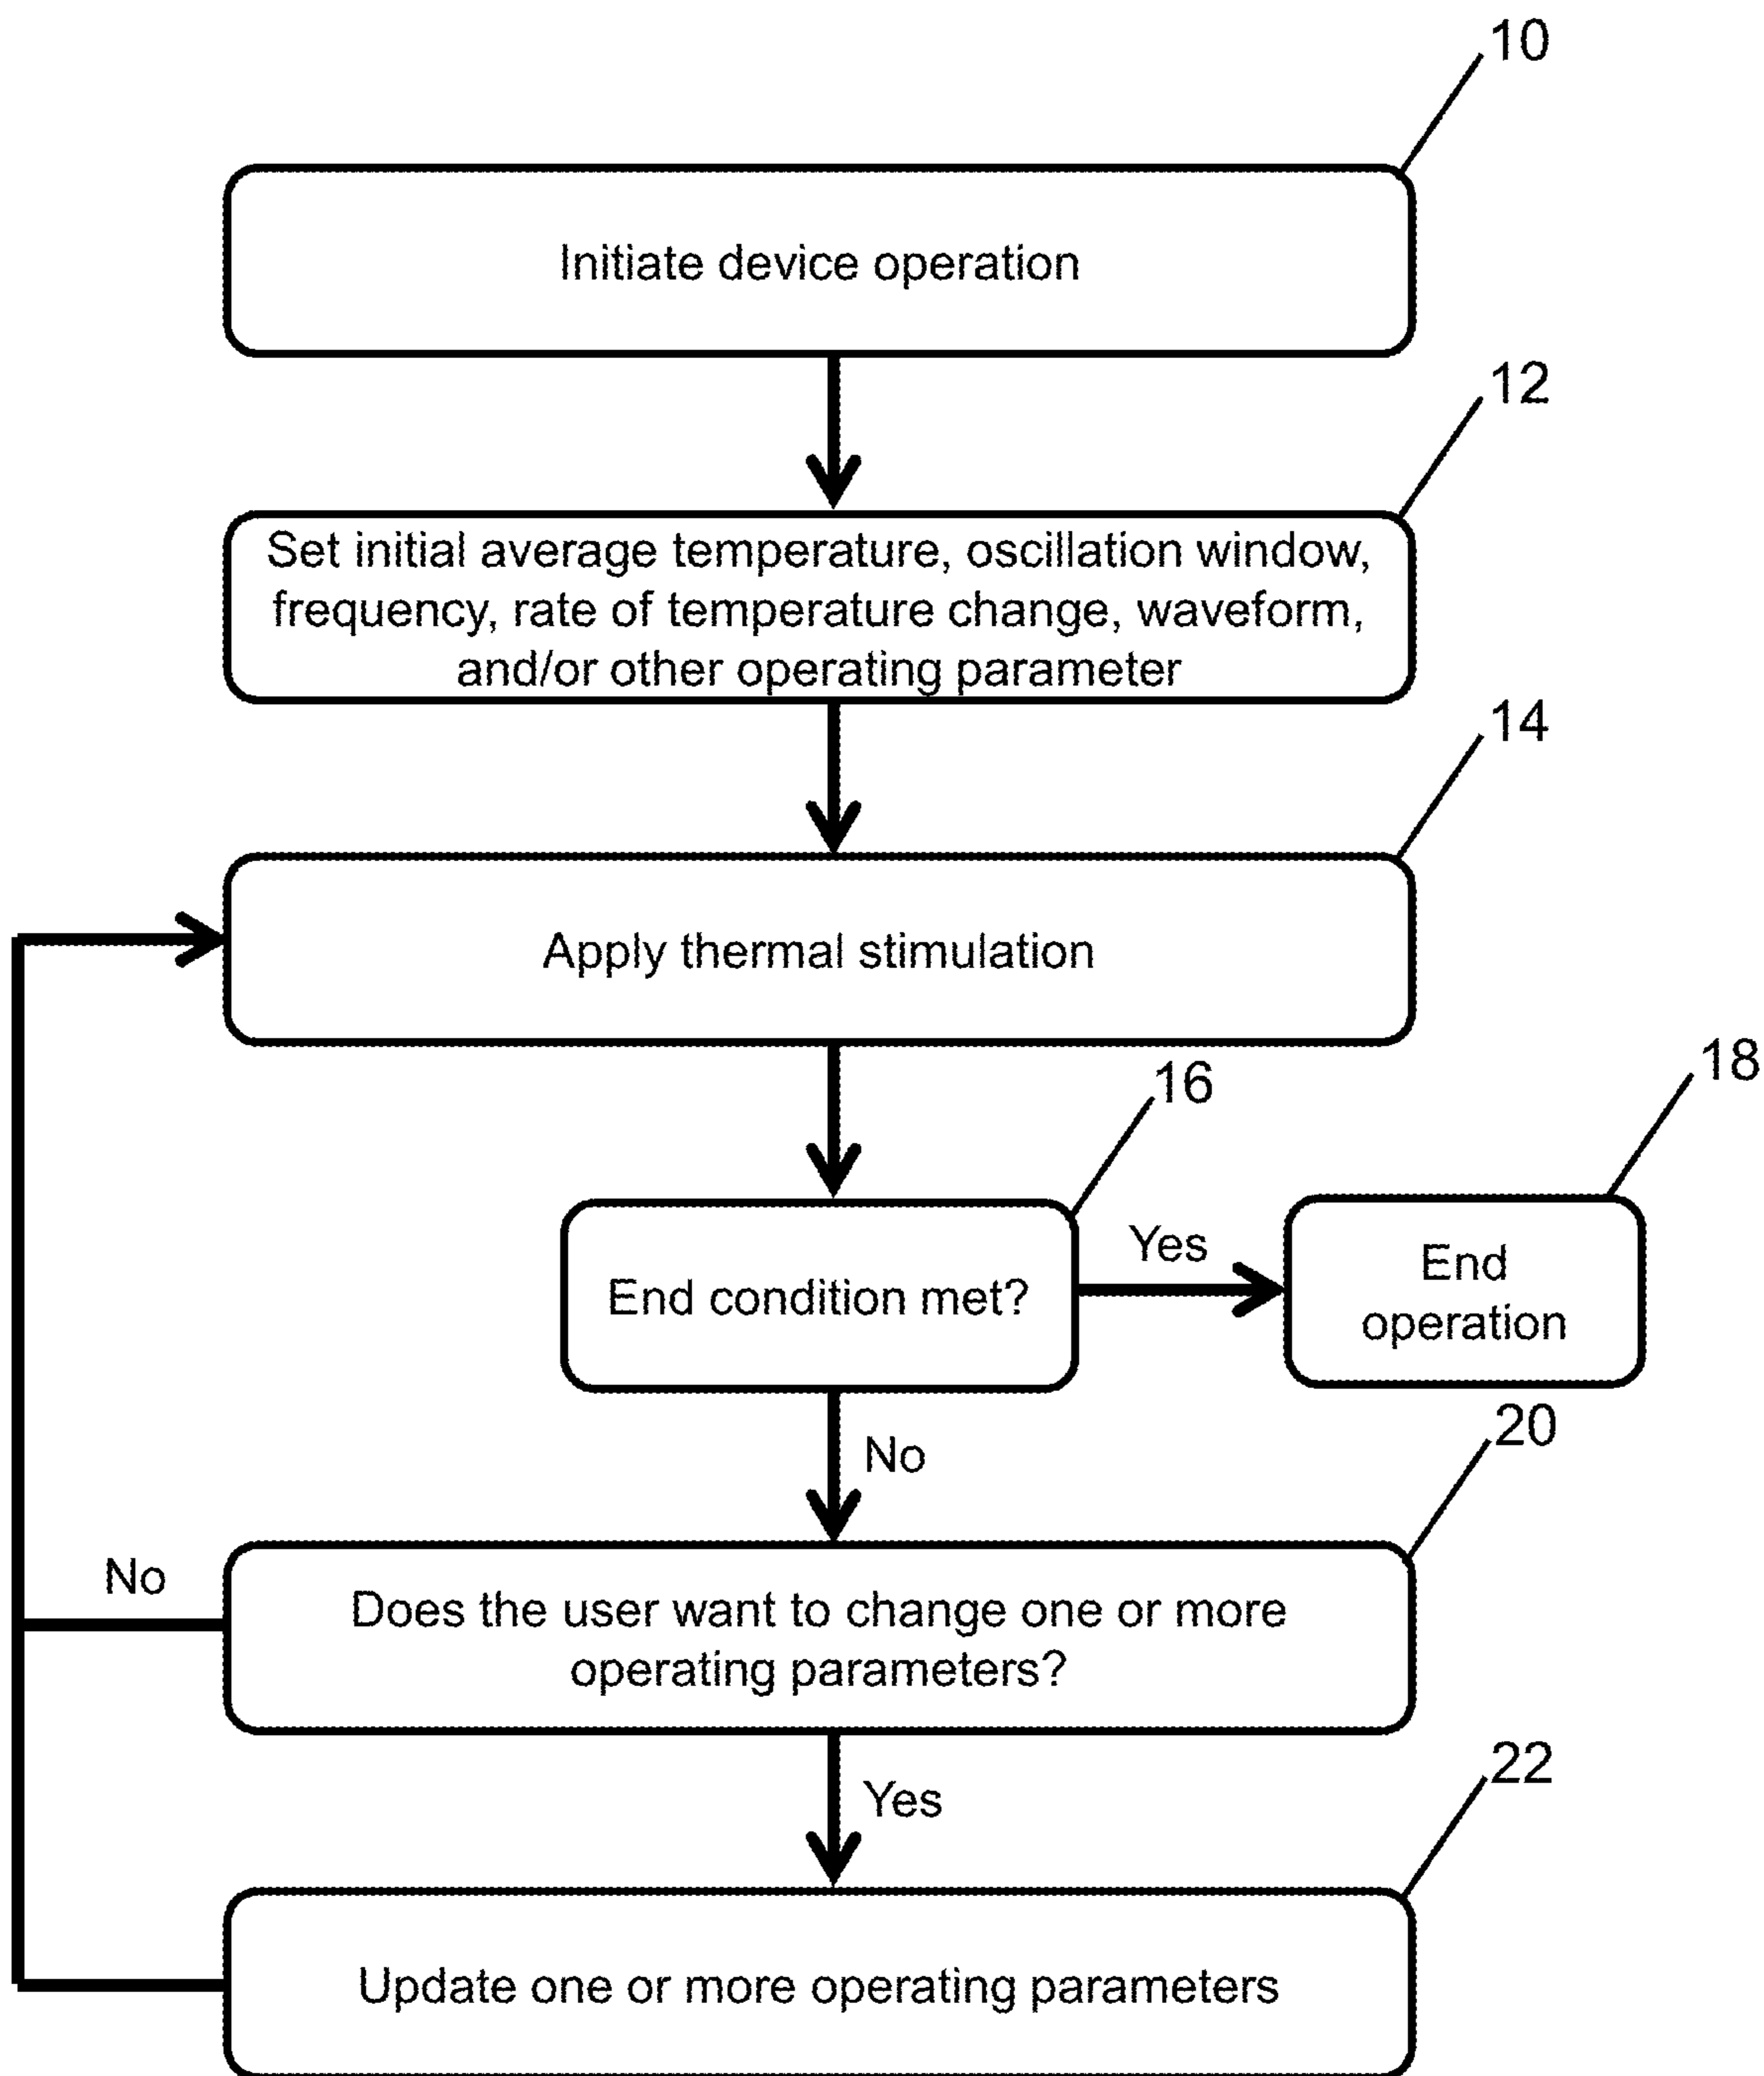 10
Initiate device operation
12
Set initial average temperature, oscillation window,
frequency, rate of temperature change, waveform,
and/or other operating parameter
14
Apply thermal stimulation
16
18
End condition met?
Yes
End
operation
No
20
No
Does the user want to change one or more
operating parameters?
Yes
22
Update one or more operating parameters